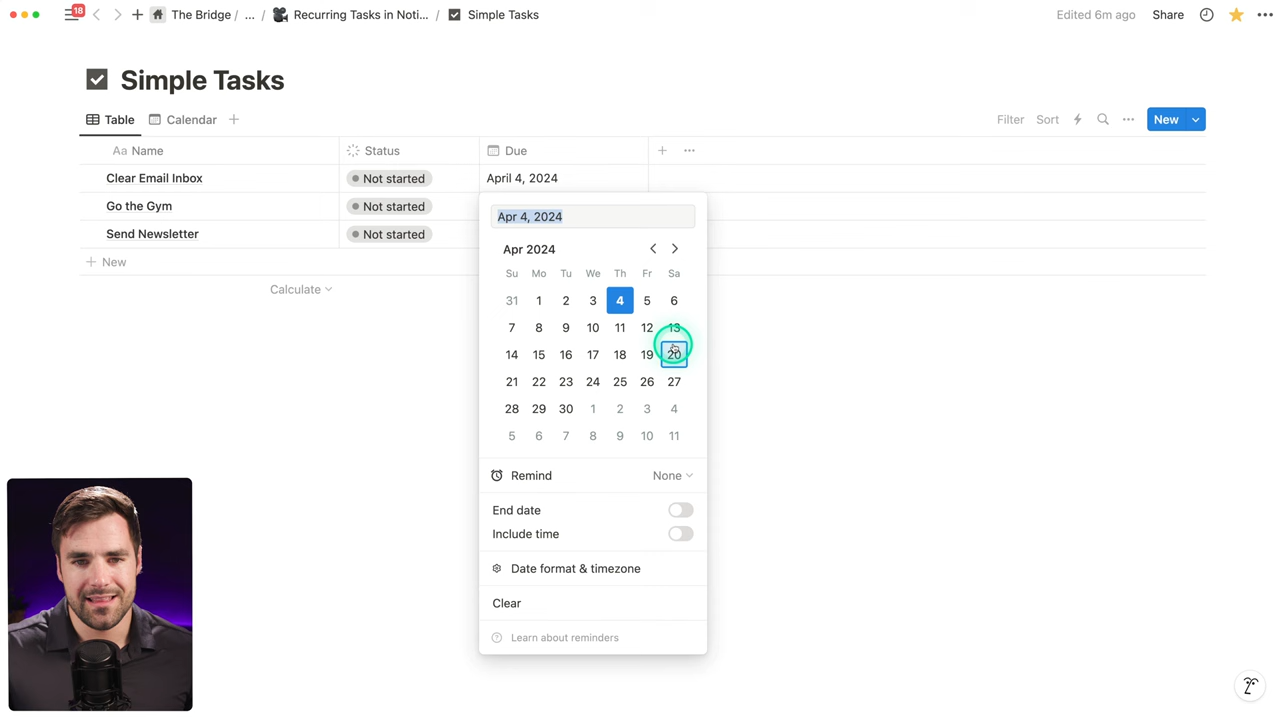 18 The Bridge / ... / Recurring Tasks in Noti... / Simple Tasks Edited 6m ago Share
Simple Tasks
Table Calendar Filter Sort New
Aa Name Status Due
Clear Email Inbox Not started April 4, 2024
Go the Gym Not started
Send Newsletter Not started
New
Calculate
Apr 4, 2024
Apr 2024
Su Mo Tu We Th Fr Sa
31 1 2 3 4 5 6
7 8 9 10 11 12 13
14 15 16 17 18 19 20
21 22 23 24 25 26 27
28 29 30 1 2 3 4
5 6 7 8 9 10 11
Remind None
End date
Include time
Date format & timezone
Clear
Learn about reminders